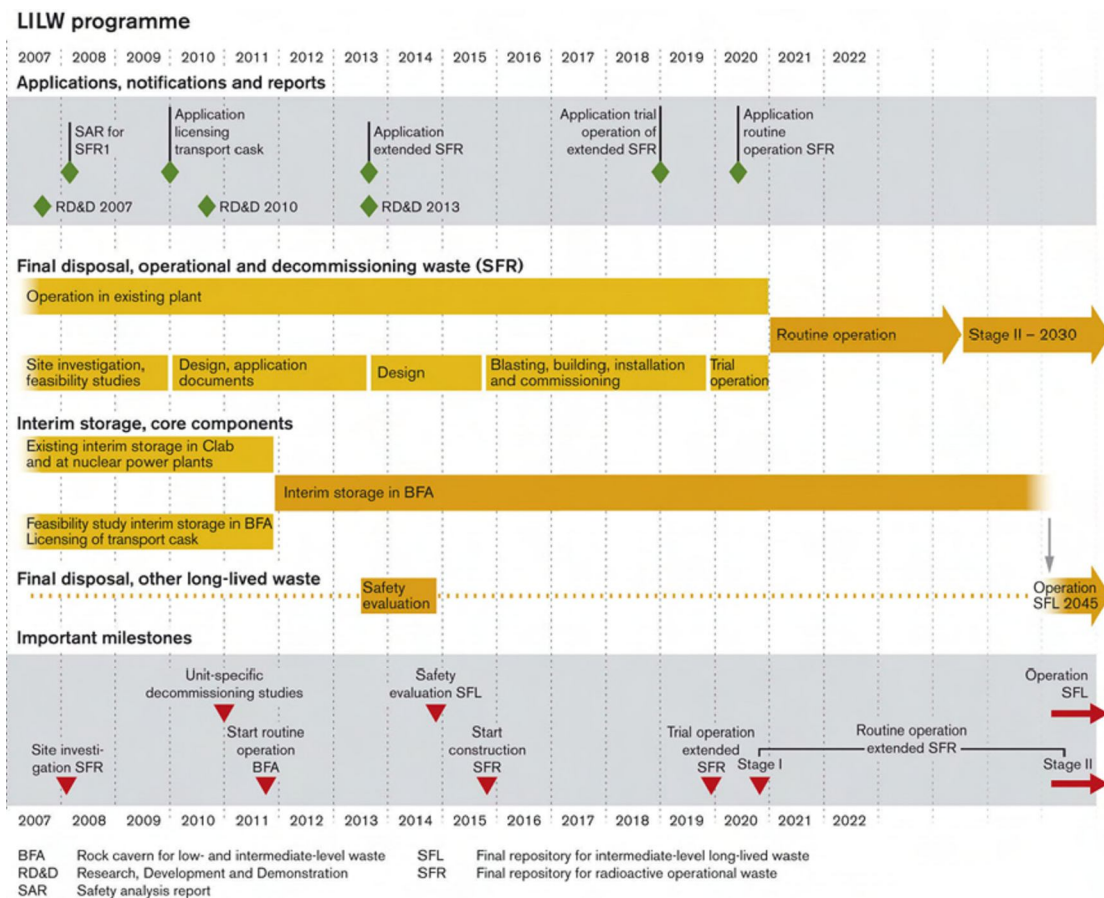 LILW programme
2007 2008 2009 2010 2011 2012 2013 2014 2015 2016 2017 2018 2019 2020 2021 2022
Applications, notifications and reports
SAR for
SFR1
Application
licensing
transport cask
Application
extended SFR
Application trial
operation of
extended SFR
Application
routine
operation SFR
RD&D 2007
RD&D 2010
RD&D 2013
Final disposal, operational and decommissioning waste (SFR)
Operation in existing plant
Routine operation
Stage II – 2030
Site investigation,
feasibility studies
Design, application
documents
Design
Blasting, building, installation
and commissioning
Trial
operation
Interim storage, core components
Existing interim storage in Clab
and at nuclear power plants
Interim storage in BFA
Feasibility study interim storage in BFA
Licensing of transport cask
Final disposal, other long-lived waste
Safety
evaluation
Operation
SFL 2045
Important milestones
Unit-specific
decommissioning studies
Safety
evaluation SFL
Operation
SFL
Site investi-
gation SFR
Start routine
operation
BFA
Start
construction
SFR
Trial operation
extended
SFR
Stage I
Routine operation
extended SFR
Stage II
2007 2008 2009 2010 2011 2012 2013 2014 2015 2016 2017 2018 2019 2020 2021 2022
BFA Rock cavern for low- and intermediate-level waste
RD&D Research, Development and Demonstration
SAR Safety analysis report
SFL Final repository for intermediate-level long-lived waste
SFR Final repository for radioactive operational waste